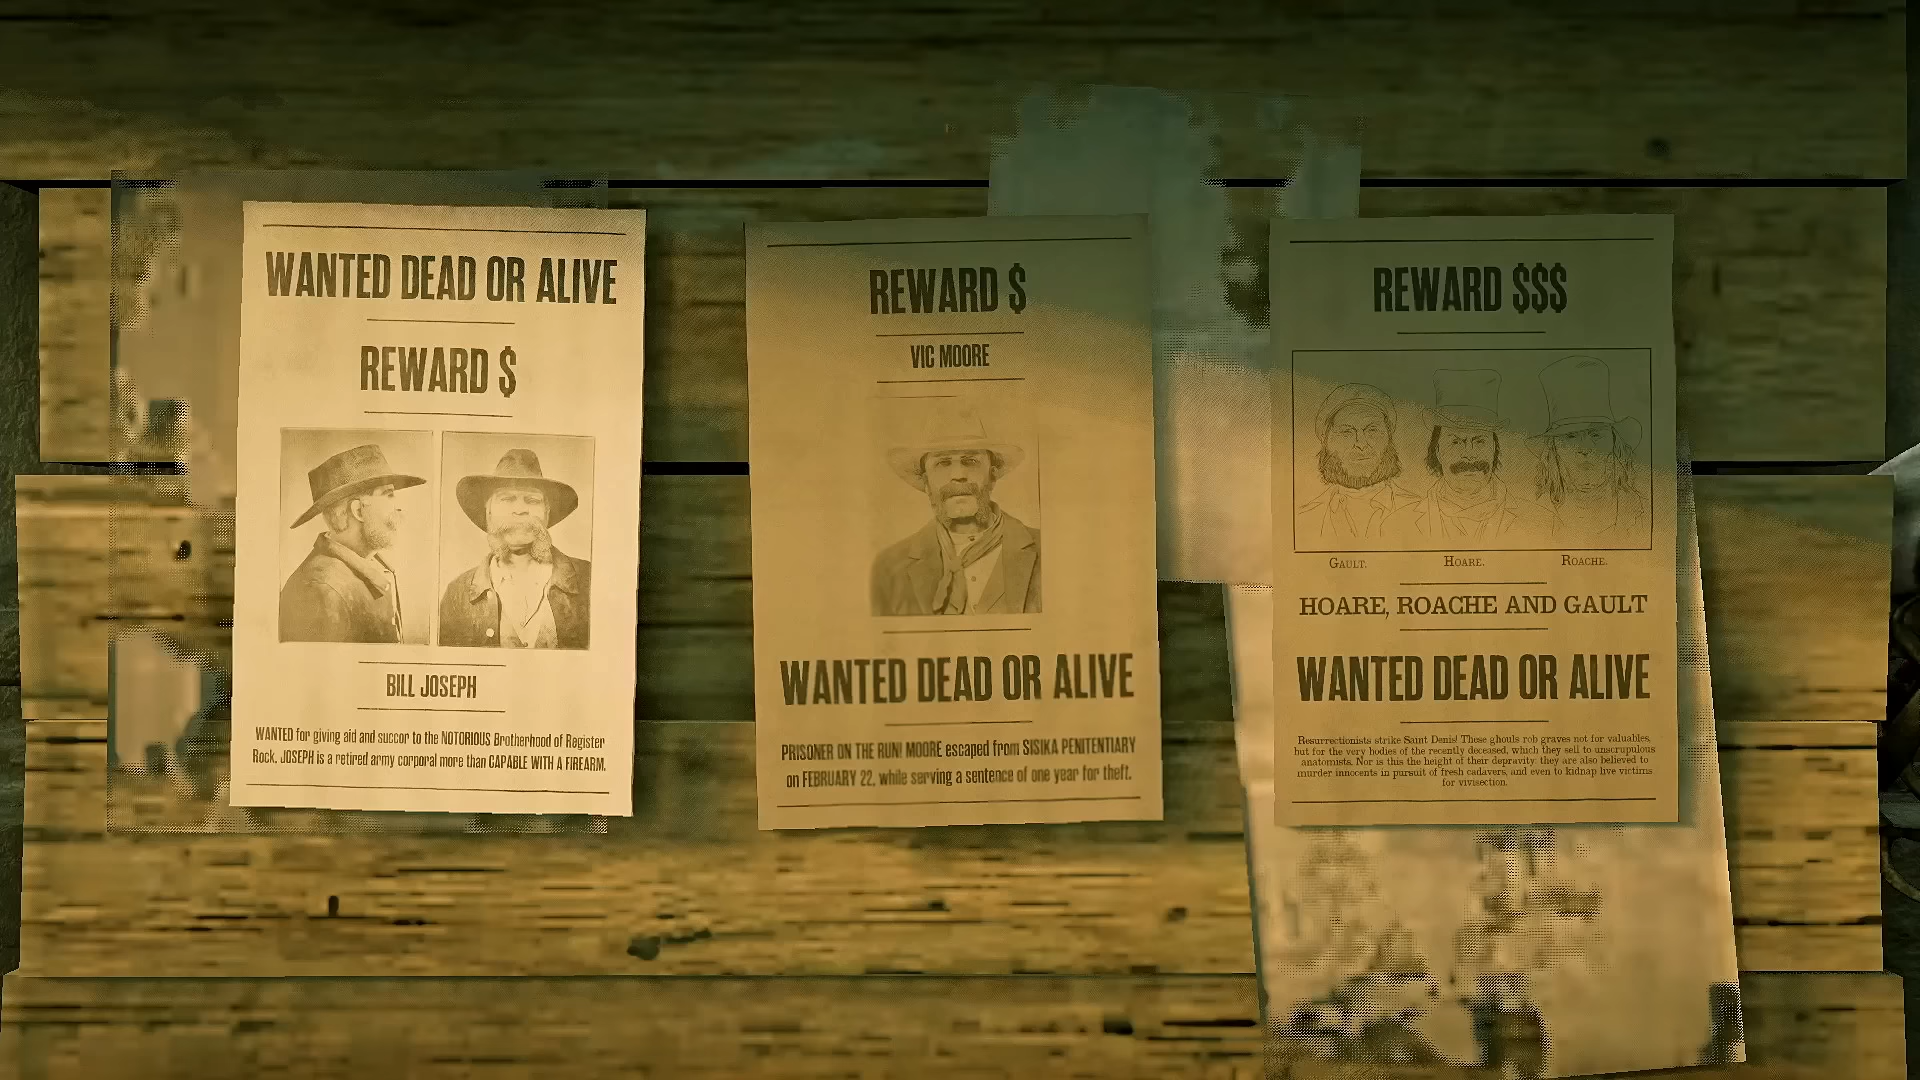 WANTED DEAD OR ALIVE
REWARD $
BILL JOSEPH
WANTED for giving aid and succor to the NOTORIOUS Brotherhood of Register
Rock. JOSEPH is a retired army corporal more than CAPABLE WITH A FIREARM.
REWARD $
VIC MOORE
WANTED DEAD OR ALIVE
PRISONER ON THE RUN! MOORE escaped from SISIKA PENITENTIARY
on FEBRUARY 22, while serving a sentence of one year for theft.
REWARD $$$
GAULT. HOARE. ROACHE.
HOARE, ROACHE AND GAULT
WANTED DEAD OR ALIVE
Resurrectionists strike Saint Denis! These ghouls rob graves not for valuables,
but for the very bodies of the recently deceased, which they sell to unscrupulous
anatomists. Nor is this the height of their depravity: they are also believed to
murder innocents in pursuit of fresh cadavers, and even to kidnap live victims
for vivisection.